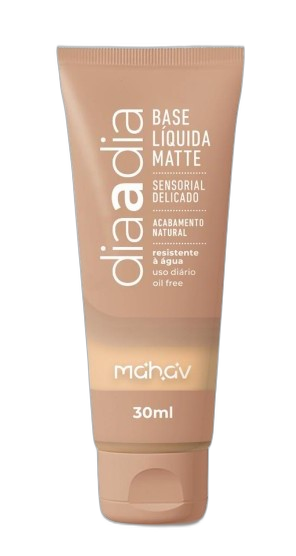 diaadia
BASE
LÍQUIDA
MATTE
SENSORIAL
DELICADO
ACABAMENTO
NATURAL
resistente
à água
uso diário
oil free
mahav
30ml